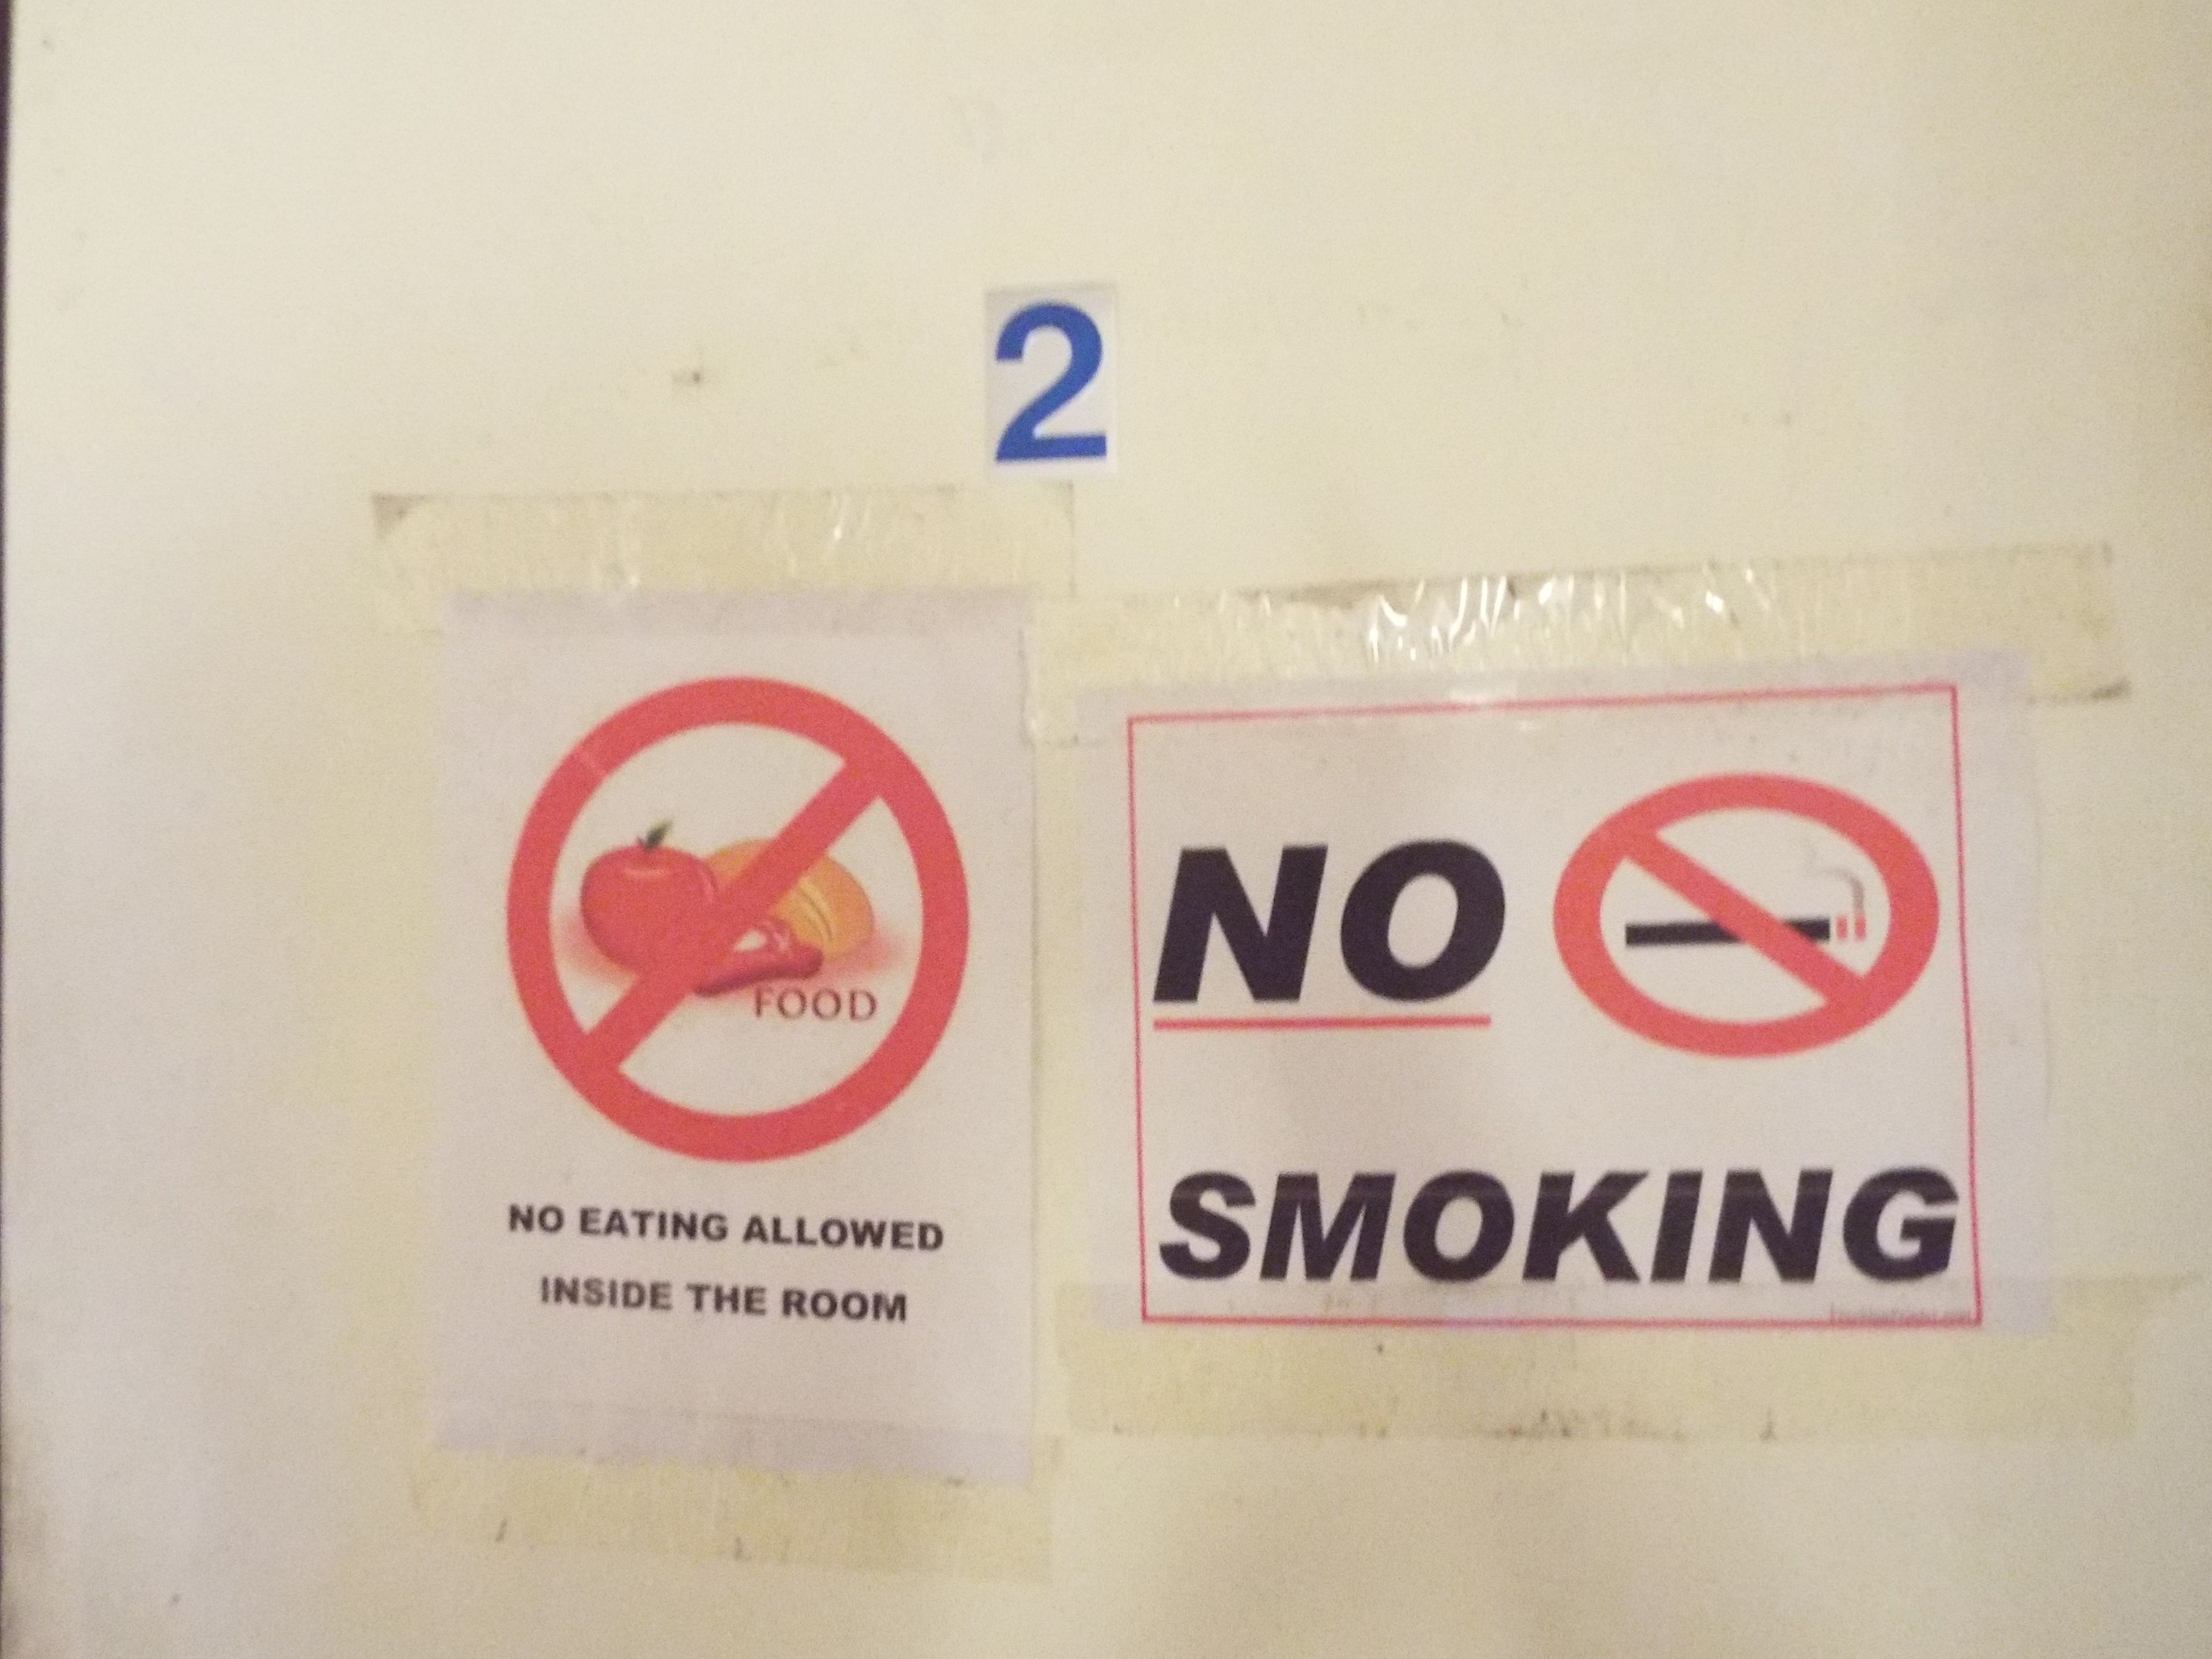 2
FOOD
NO EATING ALLOWED
INSIDE THE ROOM
NO
SMOKING